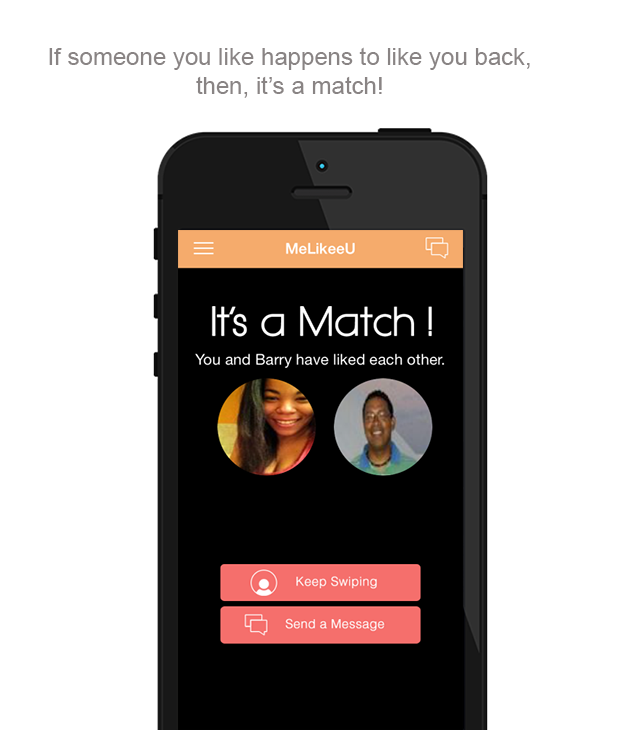 If someone you like happens to like you back,
then, it’s a match!
MeLikeeU
It's a Match !
You and Barry have liked each other.
Keep Swiping
Send a Message